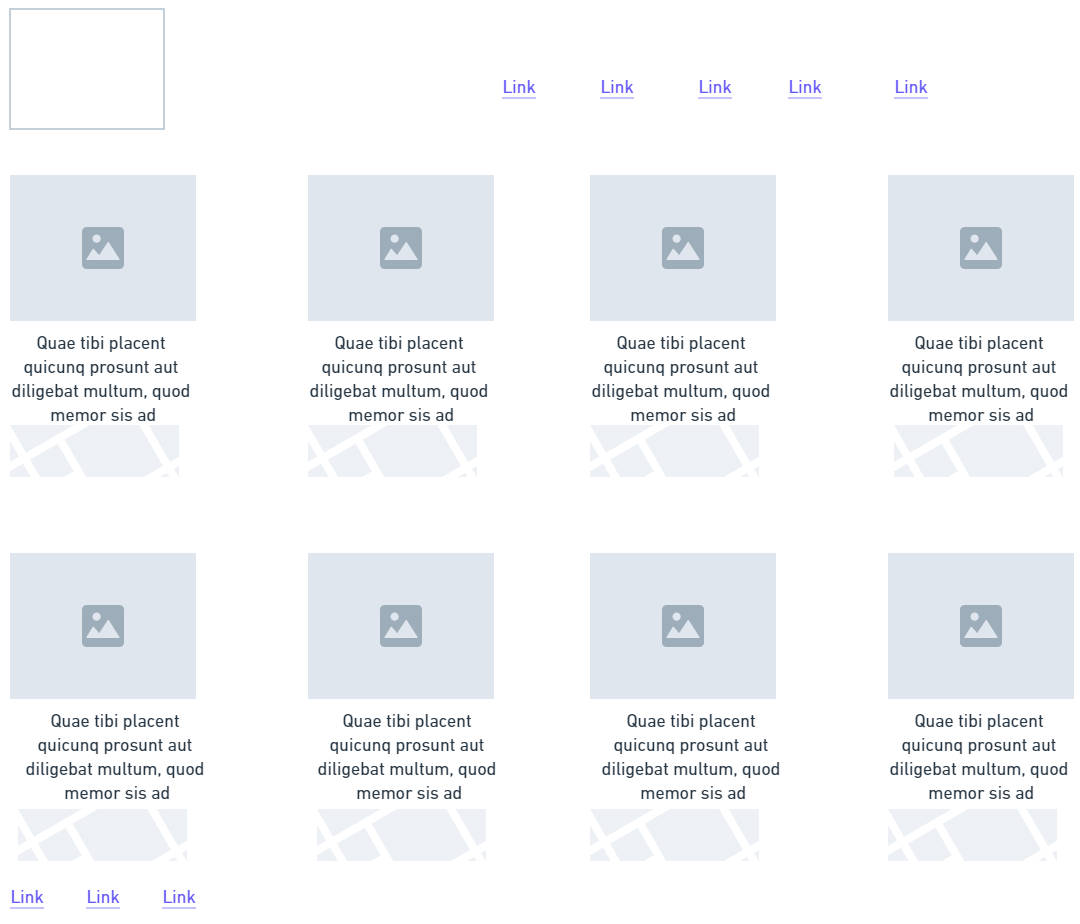 Link Link Link Link Link
Quae tibi placent
quicunq prosunt aut
diligebat multum, quod
memor sis ad
Quae tibi placent
quicunq prosunt aut
diligebat multum, quod
memor sis ad
Quae tibi placent
quicunq prosunt aut
diligebat multum, quod
memor sis ad
Quae tibi placent
quicunq prosunt aut
diligebat multum, quod
memor sis ad
Quae tibi placent
quicunq prosunt aut
diligebat multum, quod
memor sis ad
Quae tibi placent
quicunq prosunt aut
diligebat multum, quod
memor sis ad
Quae tibi placent
quicunq prosunt aut
diligebat multum, quod
memor sis ad
Quae tibi placent
quicunq prosunt aut
diligebat multum, quod
memor sis ad
Link Link Link